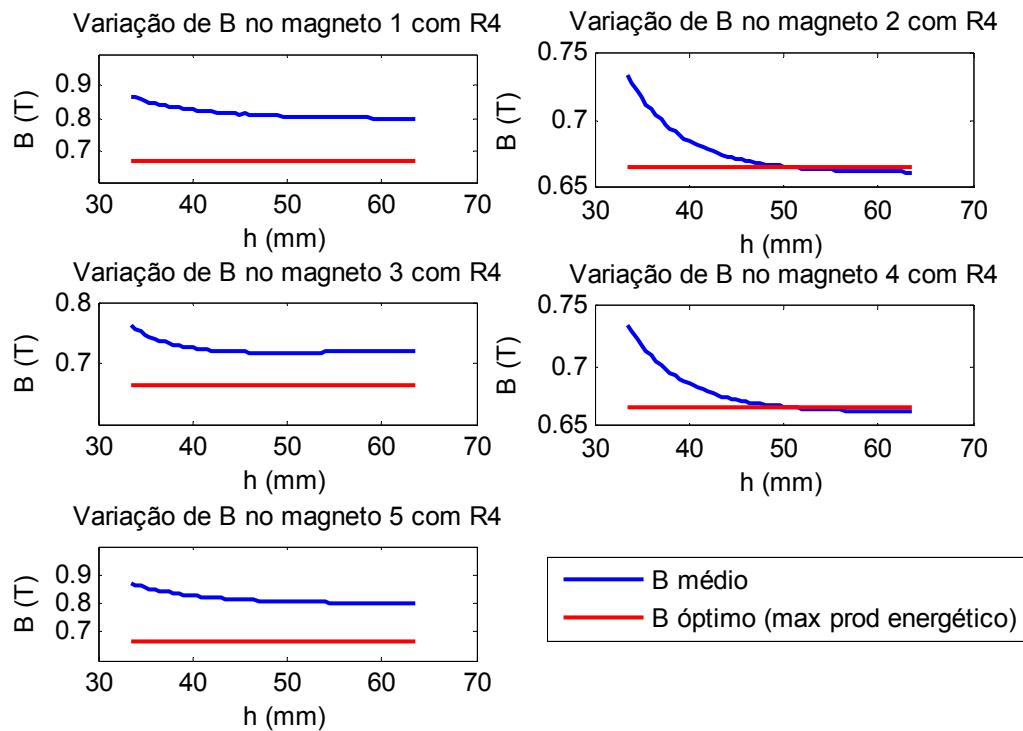 Variação de B no magneto 1 com R4
B (T)
0.9
0.8
0.7
30 40 50 60 70
h (mm)
Variação de B no magneto 2 com R4
B (T)
0.75
0.7
0.65
30 40 50 60 70
h (mm)
Variação de B no magneto 3 com R4
B (T)
0.8
0.7
30 40 50 60 70
h (mm)
Variação de B no magneto 4 com R4
B (T)
0.75
0.7
0.65
30 40 50 60 70
h (mm)
Variação de B no magneto 5 com R4
B (T)
0.9
0.8
0.7
30 40 50 60 70
h (mm)
B médio
B óptimo (max prod energético)